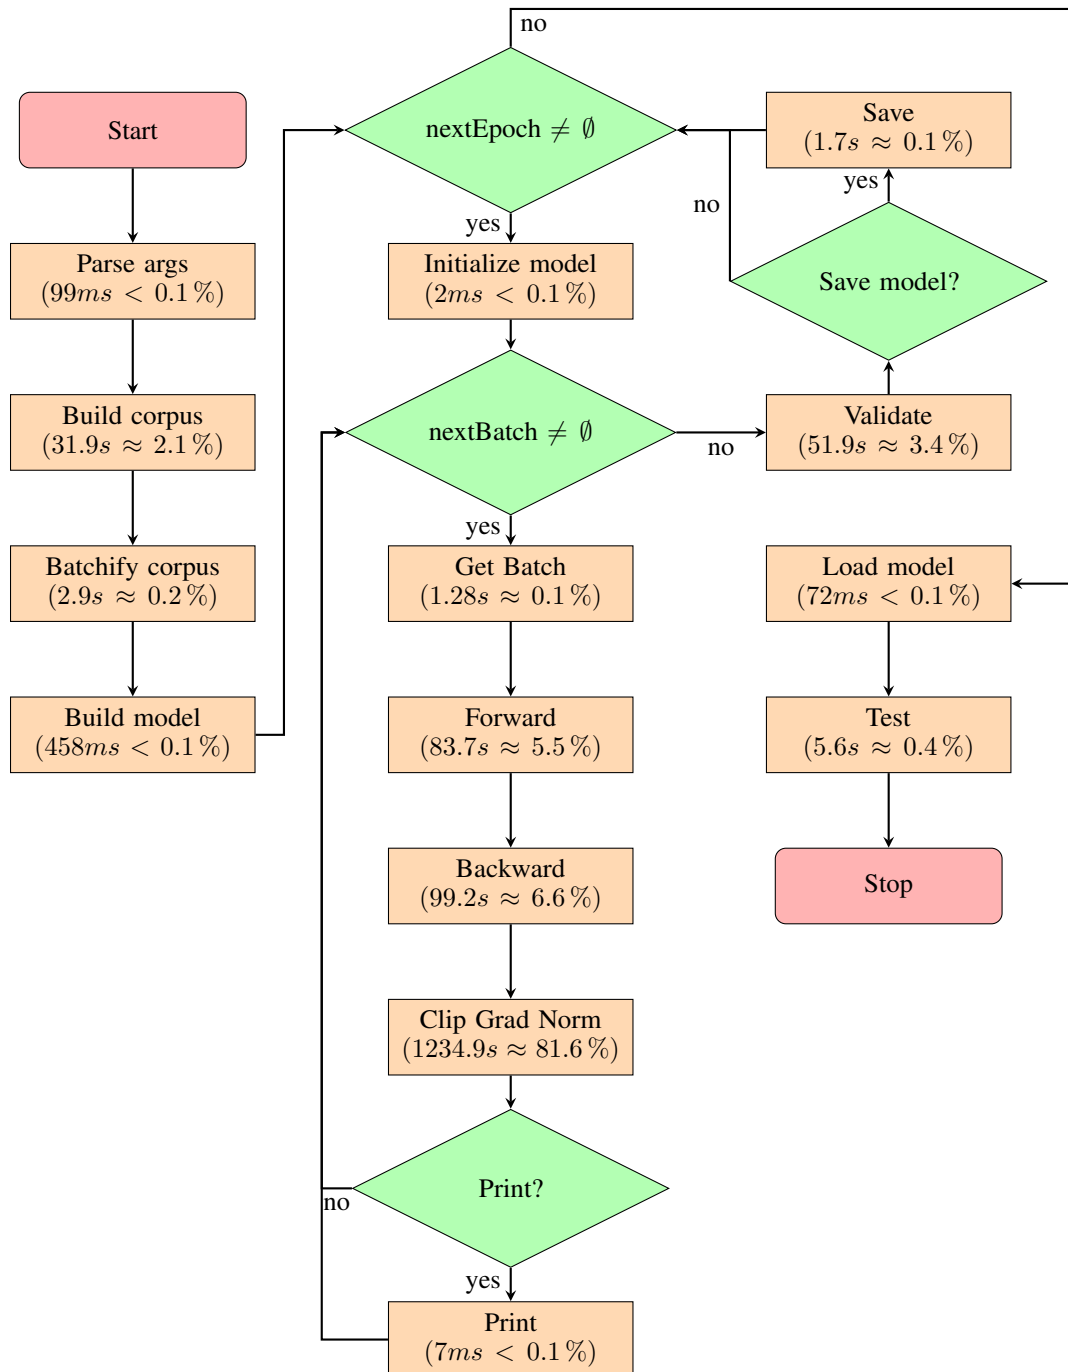 Start
Parse args
(99ms < 0.1 %)
Build corpus
(31.9s ≈ 2.1 %)
Batchify corpus
(2.9s ≈ 0.2 %)
Build model
(458ms < 0.1 %)
no
nextEpoch ≠ ∅
yes
Initialize model
(2ms < 0.1 %)
nextBatch ≠ ∅
no
yes
Get Batch
(1.28s ≈ 0.1 %)
Forward
(83.7s ≈ 5.5 %)
Backward
(99.2s ≈ 6.6 %)
Clip Grad Norm
(1234.9s ≈ 81.6 %)
Print?
no
yes
Print
(7ms < 0.1 %)
Save
(1.7s ≈ 0.1 %)
yes
no
Save model?
Validate
(51.9s ≈ 3.4 %)
Load model
(72ms < 0.1 %)
Test
(5.6s ≈ 0.4 %)
Stop